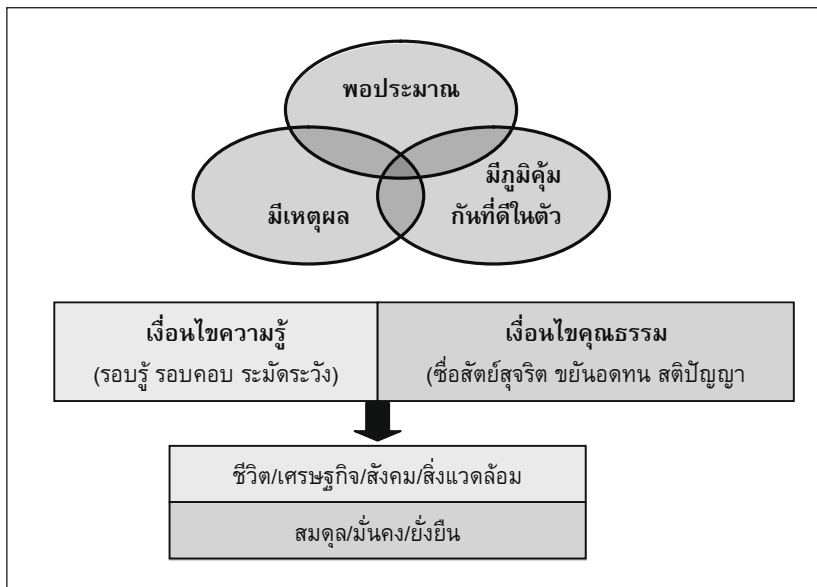 พอประมาณ
มีเหตุผล
มีภูมิคุ้ม
กันที่ดีในตัว
เงื่อนไขความรู้
(รอบรู้ รอบคอบ ระมัดระวัง)
เงื่อนไขคุณธรรม
(ซื่อสัตย์สุจริต ขยันอดทน สติปัญญา
ชีวิต/เศรษฐกิจ/สังคม/สิ่งแวดล้อม
สมดุล/มั่นคง/ยั่งยืน